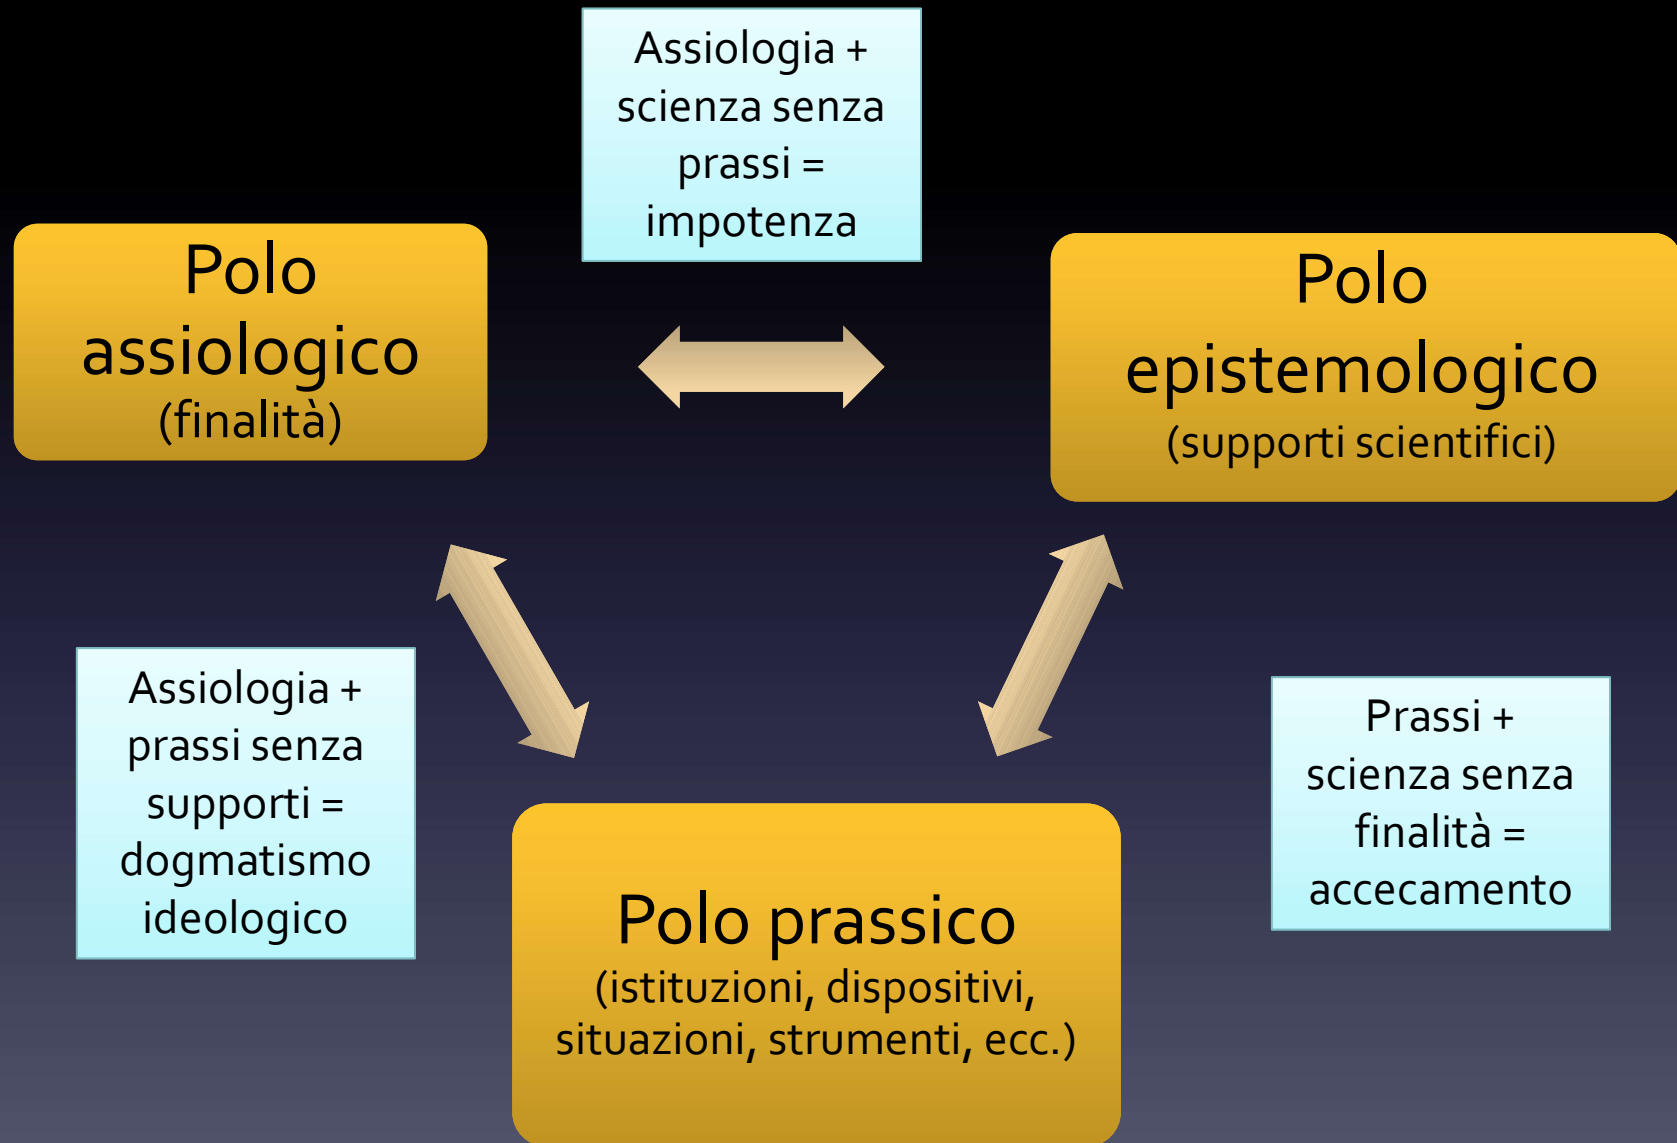 Assiologia +
scienza senza
prassi =
impotenza
Polo
assiologico
(finalità)
Polo
epistemologico
(supporti scientifici)
Assiologia +
prassi senza
supporti =
dogmatismo
ideologico
Prassi +
scienza senza
finalità =
accecamento
Polo prassico
(istituzioni, dispositivi,
situazioni, strumenti, ecc.)